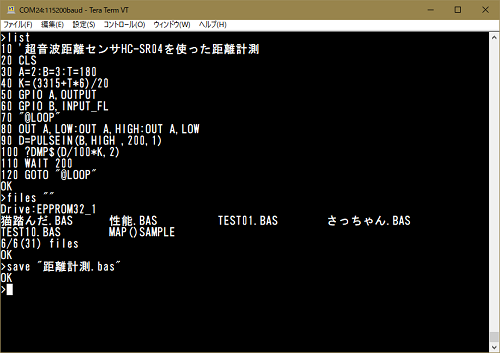 COM24:115200baud - Tera Term VT
ファイル(F) 編集(E) 設定(S) コントロール(O) ウィンドウ(W) ヘルプ(H)
>list
10 '超音波距離センサHC-SR04を使った距離計測
20 CLS
30 A=2:B=3:T=180
40 K=(3315+T*6)/20
50 GPIO A,OUTPUT
60 GPIO B,INPUT_FL
70 "@LOOP"
80 OUT A,LOW:OUT A,HIGH:OUT A,LOW
90 D=PULSEIN(B,HIGH ,200,1)
100 ?DMP$(D/100*K,2)
110 WAIT 200
120 GOTO "@LOOP"
OK
>files ""
Drive:EPPROM32_1
猫踏んだ.BAS 性能.BAS TEST01.BAS さっちゃん.BAS
TEST10.BAS MAP()SAMPLE
6/6(31) files
OK
>save "距離計測.bas"
OK
>